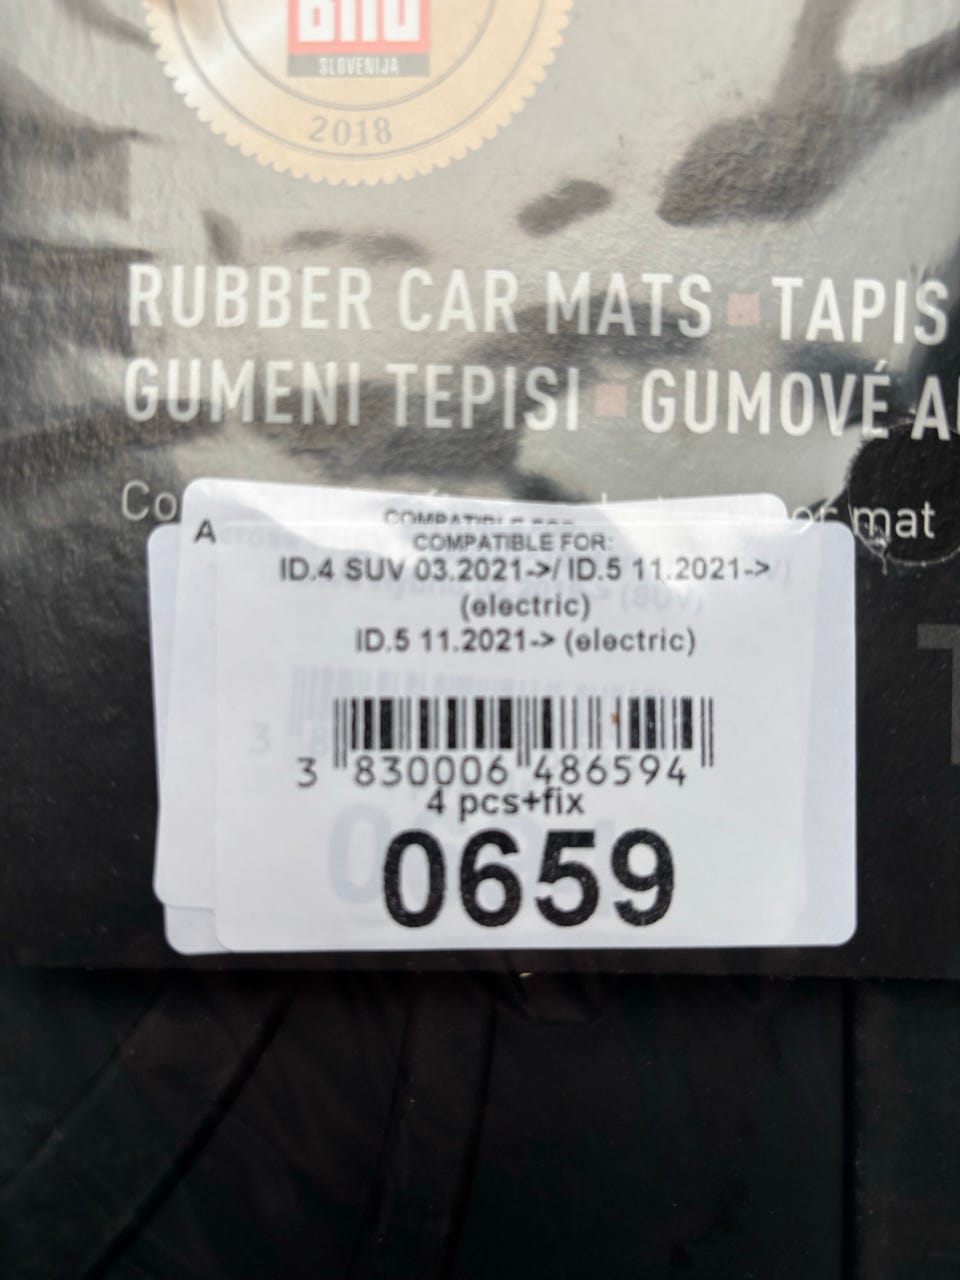 SLOVENIJA
2018
RUBBER CAR MATS ▪ TAPIS
GUMENI TEPISI ▪ GUMOVÉ
mat
COMPATIBLE FOR:
ID.4 SUV 03.2021->/ ID.5 11.2021->
(electric)
ID.5 11.2021-> (electric)
3 830006 486594
4 pcs+fix
0659